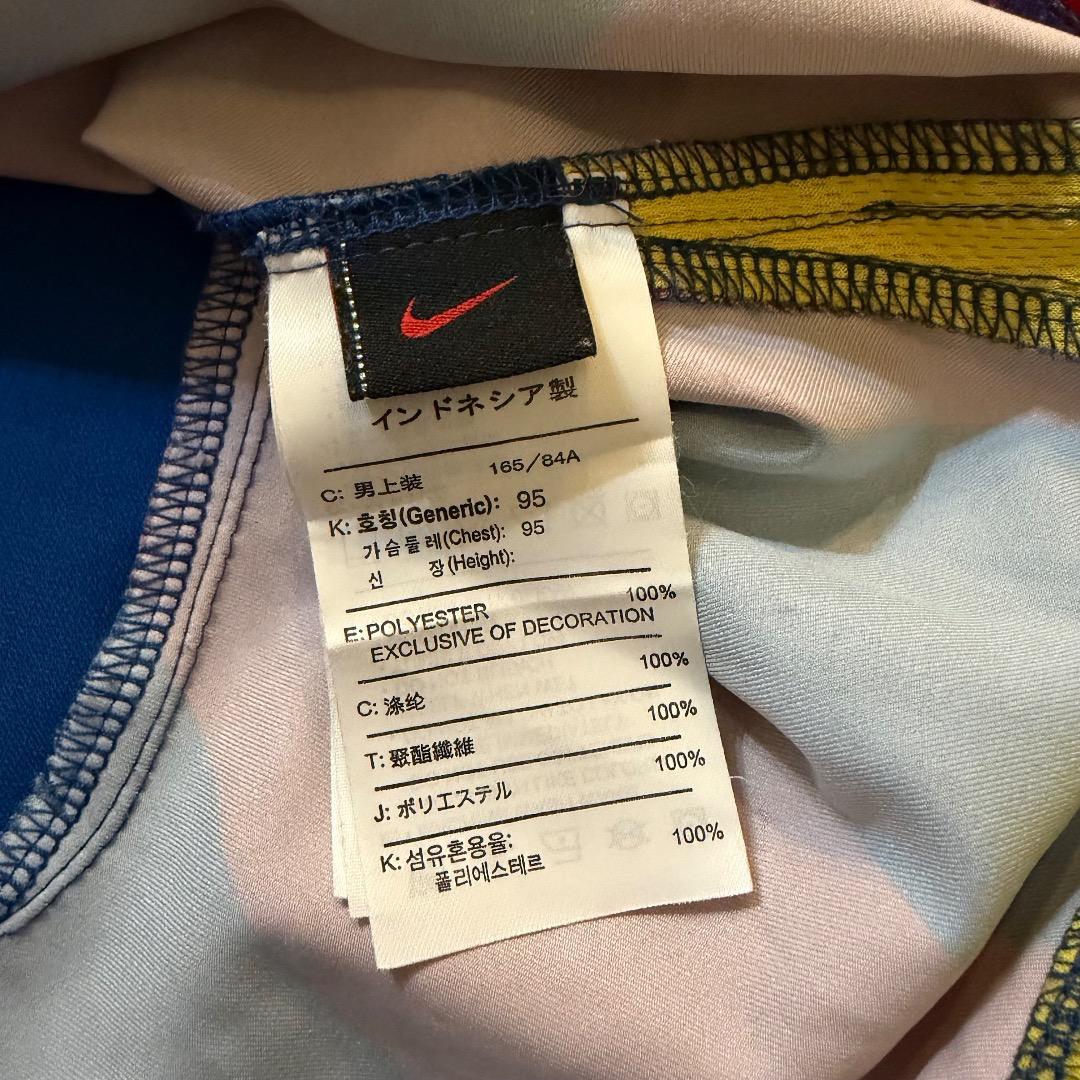 インドネシア製
C: 男上装 165/84A
K: 호칭(Generic): 95
가슴둘레(Chest): 95
신 장(Height):
E: POLYESTER 100%
EXCLUSIVE OF DECORATION
C: 涤纶 100%
T: 聚酯纖維 100%
J: ポリエステル 100%
K: 섬유혼용율:
폴리에스테르 100%